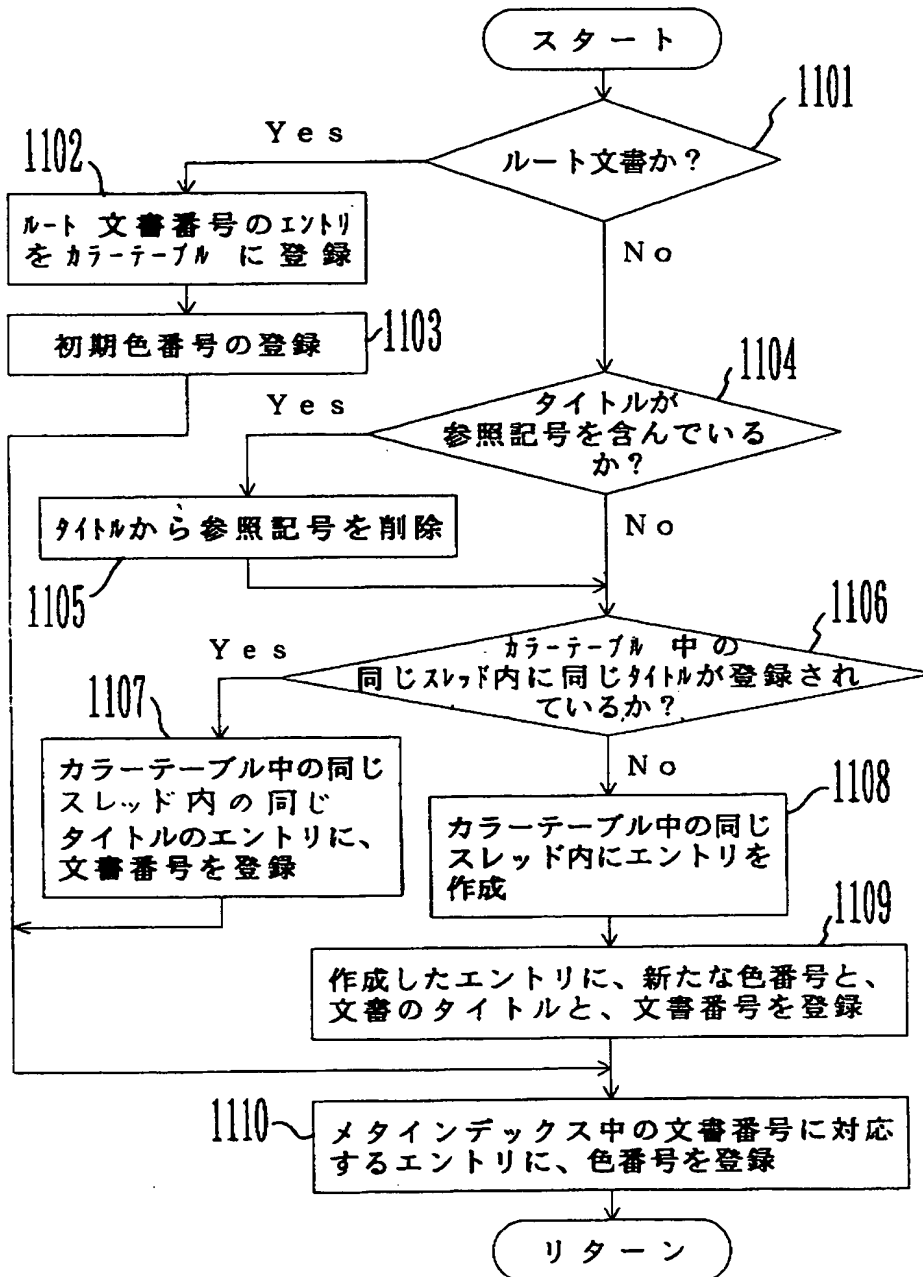 スタート
1101
Yes
ルート文書か？
1102
ルート 文書番号のエントリ
をカラーテーブル に登録
No
初期色番号の登録
1103
1104
Yes
タイトルが
参照記号を含んでいる
か？
タイトルから参照記号を削除
No
1105
1106
Yes
カラーテーブル 中の
同じスレッド内に同じタイトルが登録され
ているか？
1107
No
カラーテーブル中の同じ
スレッド内の同じ
タイトルのエントリに、
文書番号を登録
1108
カラーテーブル中の同じ
スレッド内にエントリを
作成
1109
作成したエントリに、新たな色番号と、
文書のタイトルと、文書番号を登録
1110
メタインデックス中の文書番号に対応
するエントリに、色番号を登録
リターン